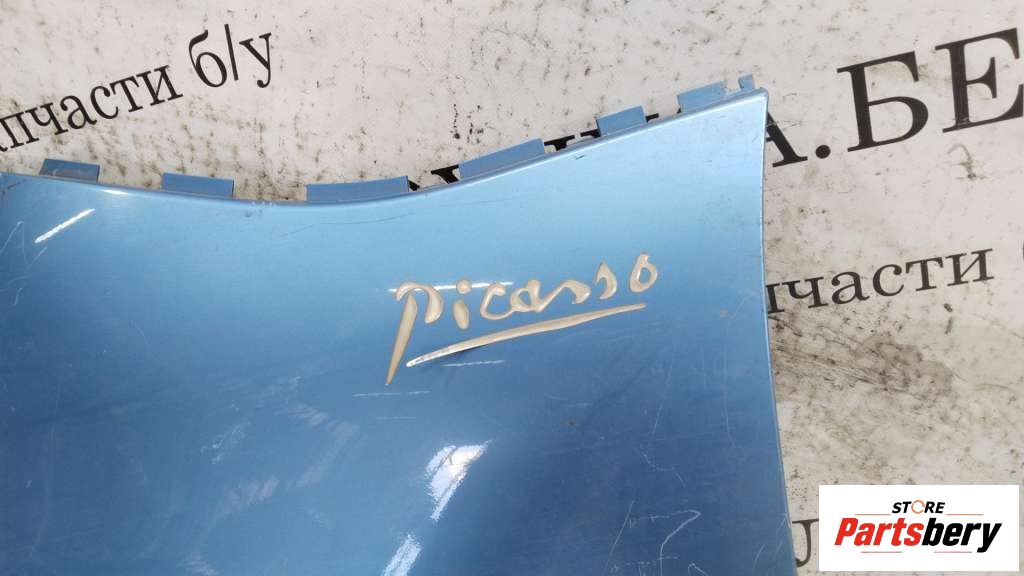 пчасти б/у
А.БЕ
Picasso
пчасти
STORE
Partsbery